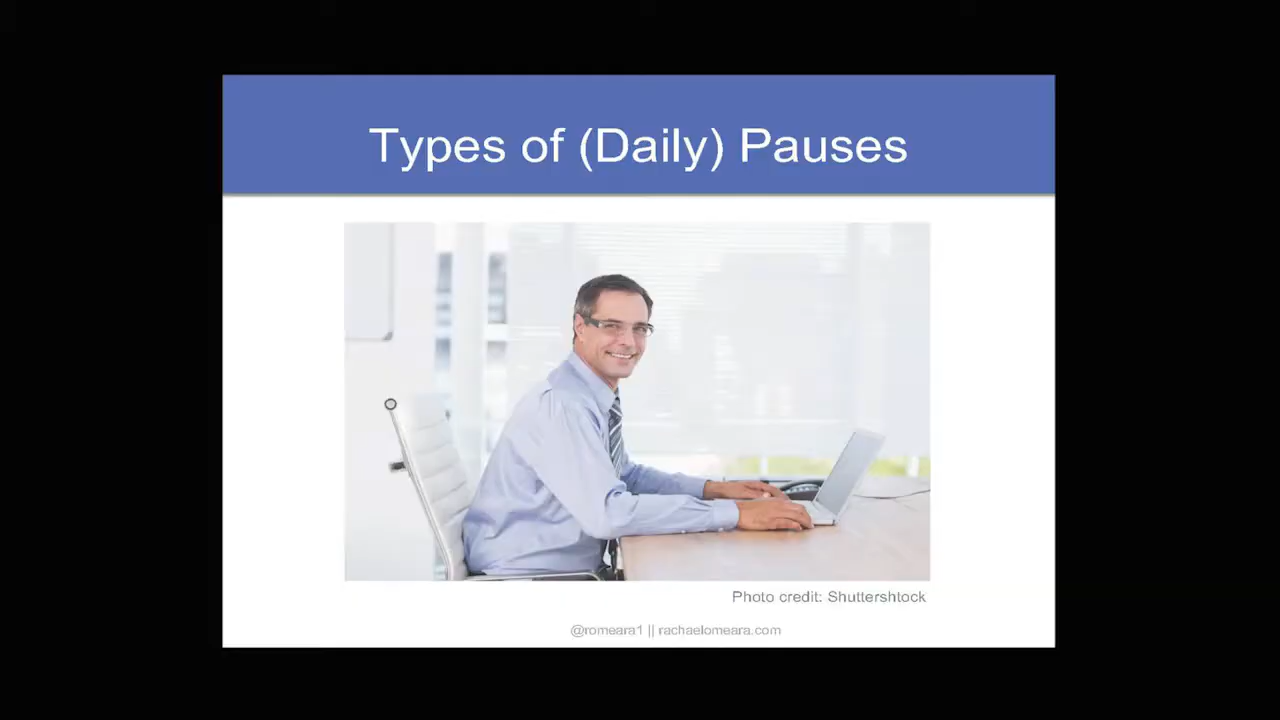 Types of (Daily) Pauses
Photo credit: Shuttershtock
@romeara1 || rachaelomeara.com